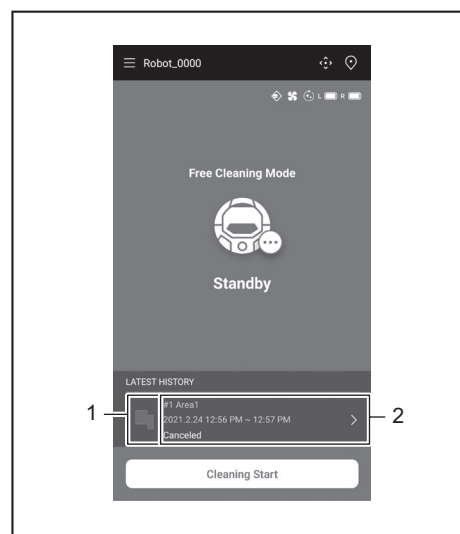 Robot_0000
L R
Free Cleaning Mode
Standby
LATEST HISTORY
#1 Area1
2021.2.24 12:56 PM ~ 12:57 PM
Canceled
1
2
Cleaning Start